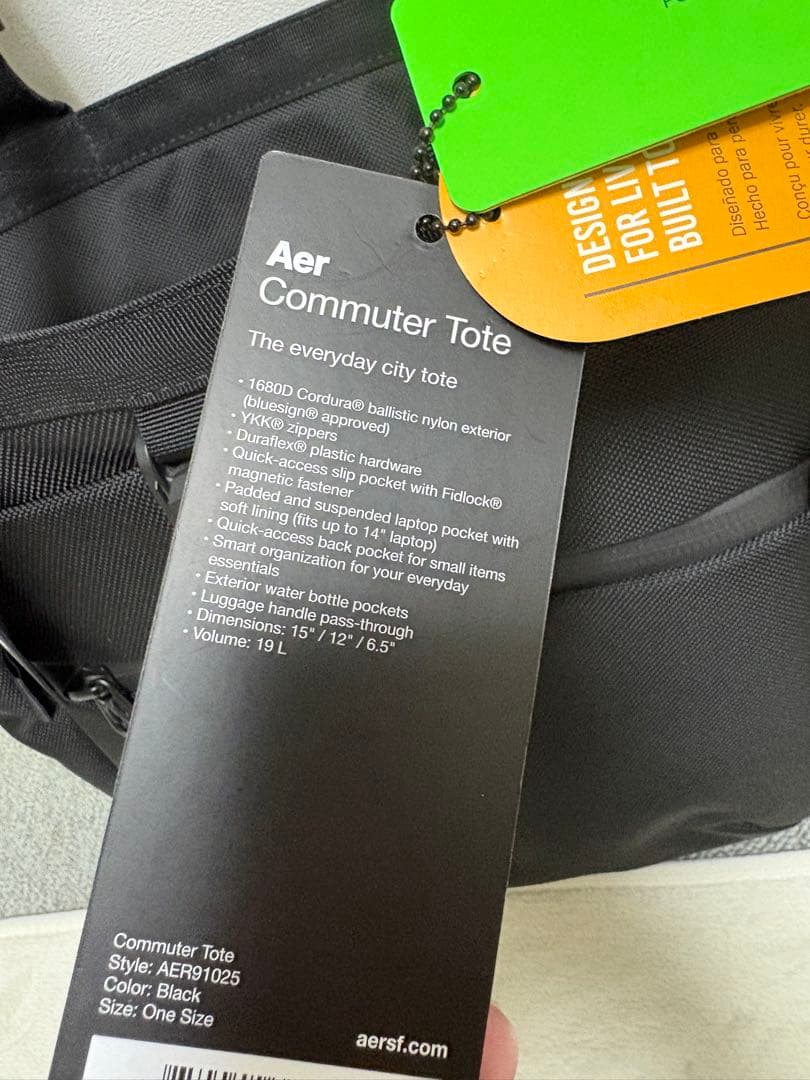 Aer
Commuter Tote
The everyday city tote
• 1680D Cordura® ballistic nylon exterior
(bluesign® approved)
• YKK® zippers
• Duraflex® plastic hardware
• Quick-access slip pocket with Fidlock®
magnetic fastener
• Padded and suspended laptop pocket with
soft lining (fits up to 14" laptop)
• Quick-access back pocket for small items
• Smart organization for your everyday
essentials
• Exterior water bottle pockets
• Luggage handle pass-through
• Dimensions: 15" / 12" / 6.5"
• Volume: 19 L
Commuter Tote
Style: AER91025
Color: Black
Size: One Size
aersf.com
DESIGN
FOR LIV
BUILT TO
Diseñado para
Hecho para per
Conçu pour vivre
durer.